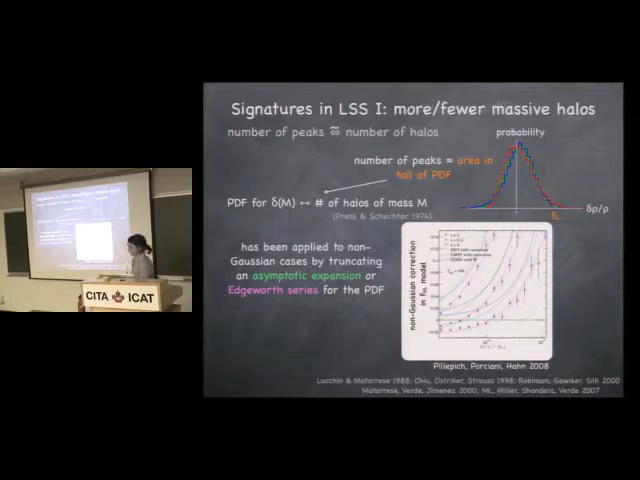 Signatures in LSS I: more/fewer massive halos
number of peaks ≈ number of halos
probability
number of peaks ≈ area in
tail of PDF
PDF for δ(M) ↔ # of halos of mass M
(Press & Schechter 1974)
δρ/ρ
has been applied to non-
Gaussian cases by truncating
an asymptotic expansion or
Edgeworth series for the PDF
non-Gaussian correction
in fNL model
Pillepich, Porciani, Hahn 2008
Lucchin & Matarrese 1988; Chiu, Ostriker, Strauss 1998; Robinson, Gawiser, Silk 2000
Matarrese, Verde, Jimenez 2000; ML, Miller, Shandera, Verde 2007
CITA ICAT